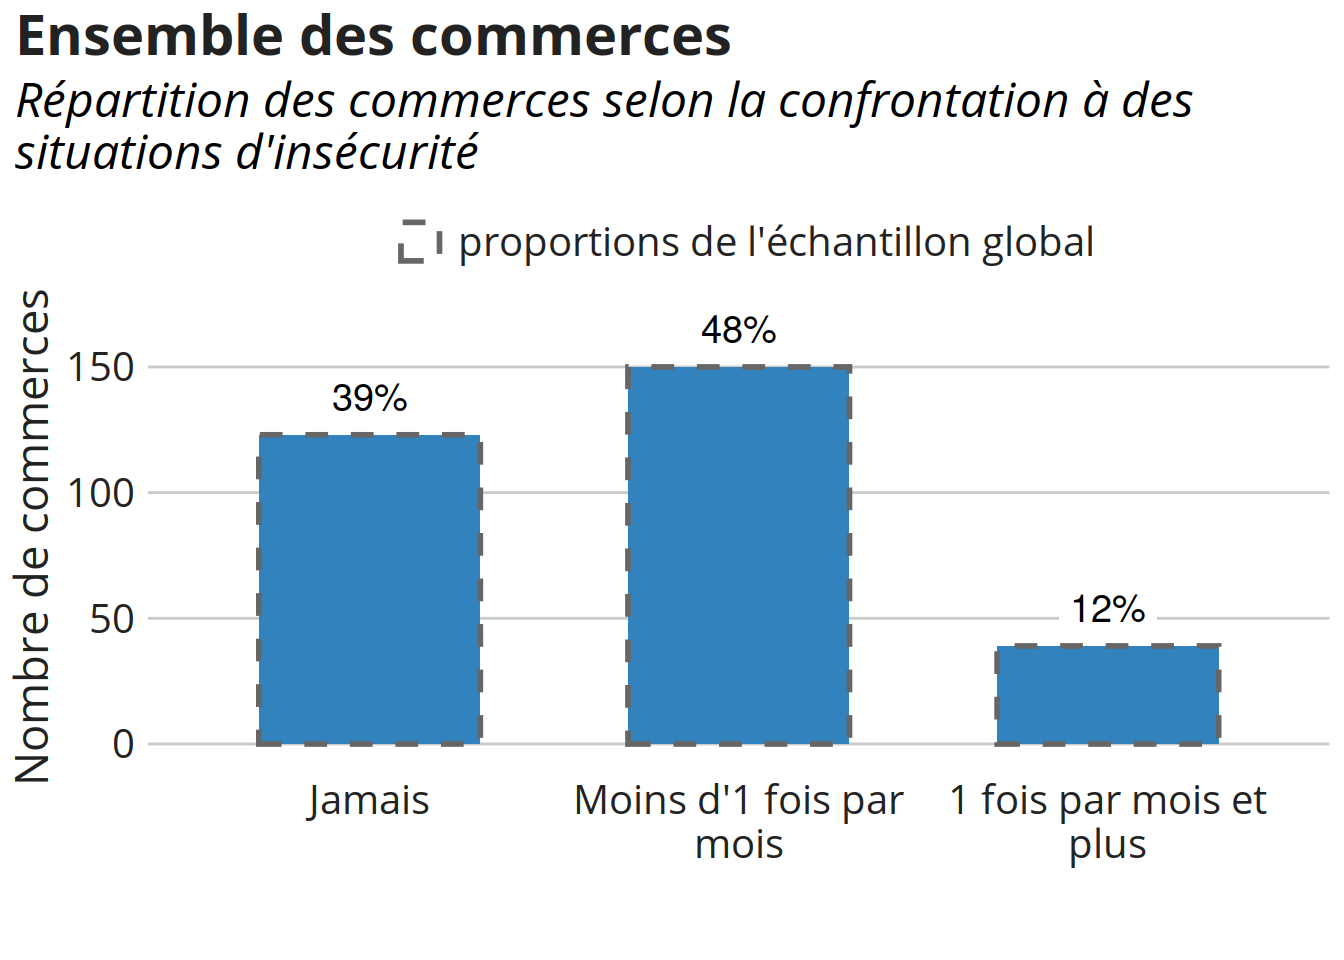 Ensemble des commerces
Répartition des commerces selon la confrontation à des
situations d'insécurité
proportions de l'échantillon global
Nombre de commerces
150
100
50
0
39%
48%
12%
Jamais
Moins d'1 fois par
mois
1 fois par mois et
plus